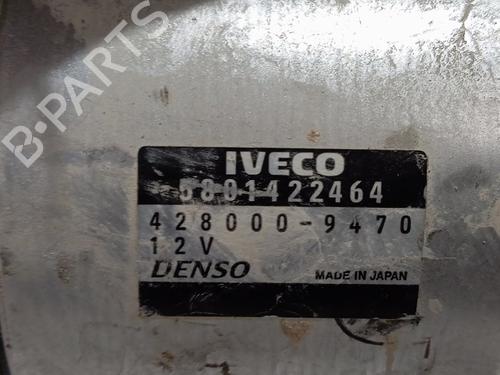 B-PARTS
IVECO
5801422464
428000-9470
12V
DENSO
MADE IN JAPAN